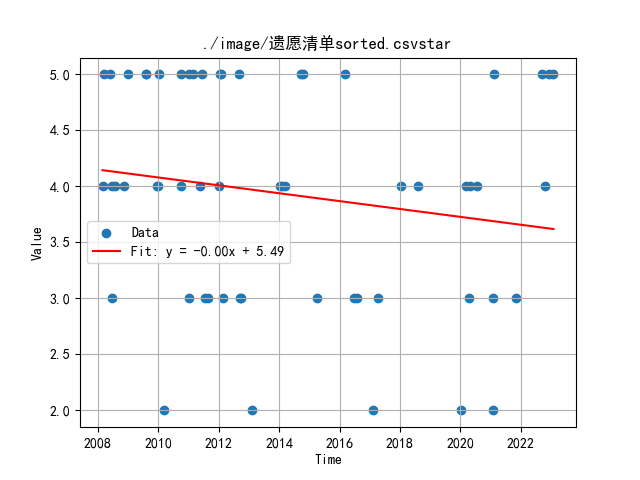 ./image/遗愿清单sorted.csvstar
5.0
4.5
4.0
3.5
3.0
2.5
2.0
Value
Data
Fit: y = -0.00x + 5.49
2008 2010 2012 2014 2016 2018 2020 2022
Time